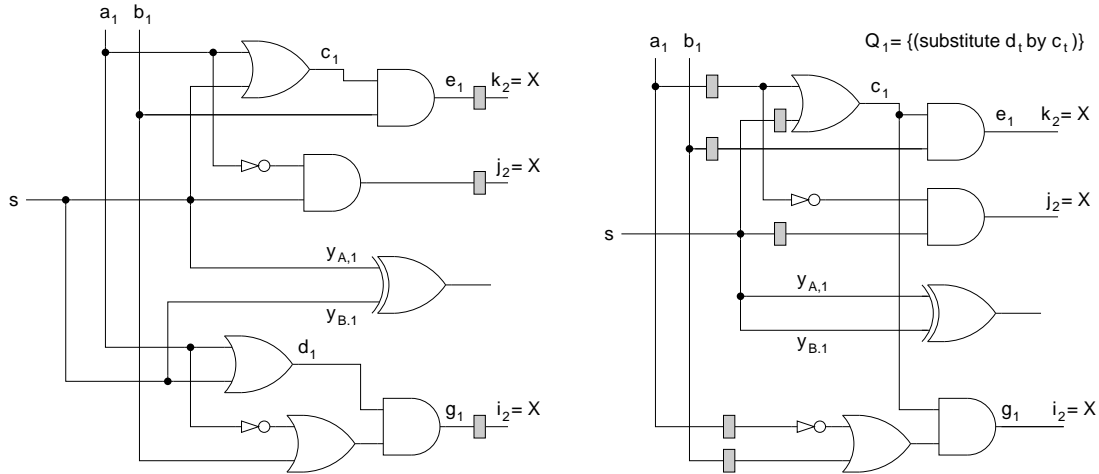 a1 b1
c1
e1 k2= X
j2= X
s
yA,1
yB.1
d1
g1 i2= X
Q1= {(substitute dt by ct)}
a1 b1
c1
e1 k2= X
j2= X
s
yA,1
yB.1
g1 i2= X